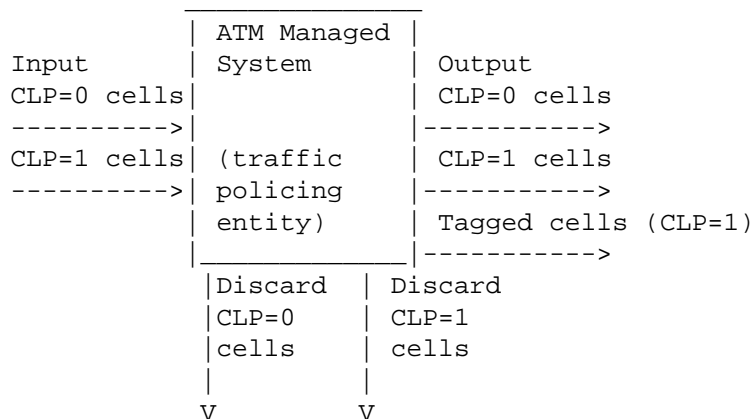 ATM Managed
Input System Output
CLP=0 cells CLP=0 cells
CLP=1 cells (traffic CLP=1 cells
policing
entity) Tagged cells (CLP=1)
Discard Discard
CLP=0 CLP=1
cells cells
V V